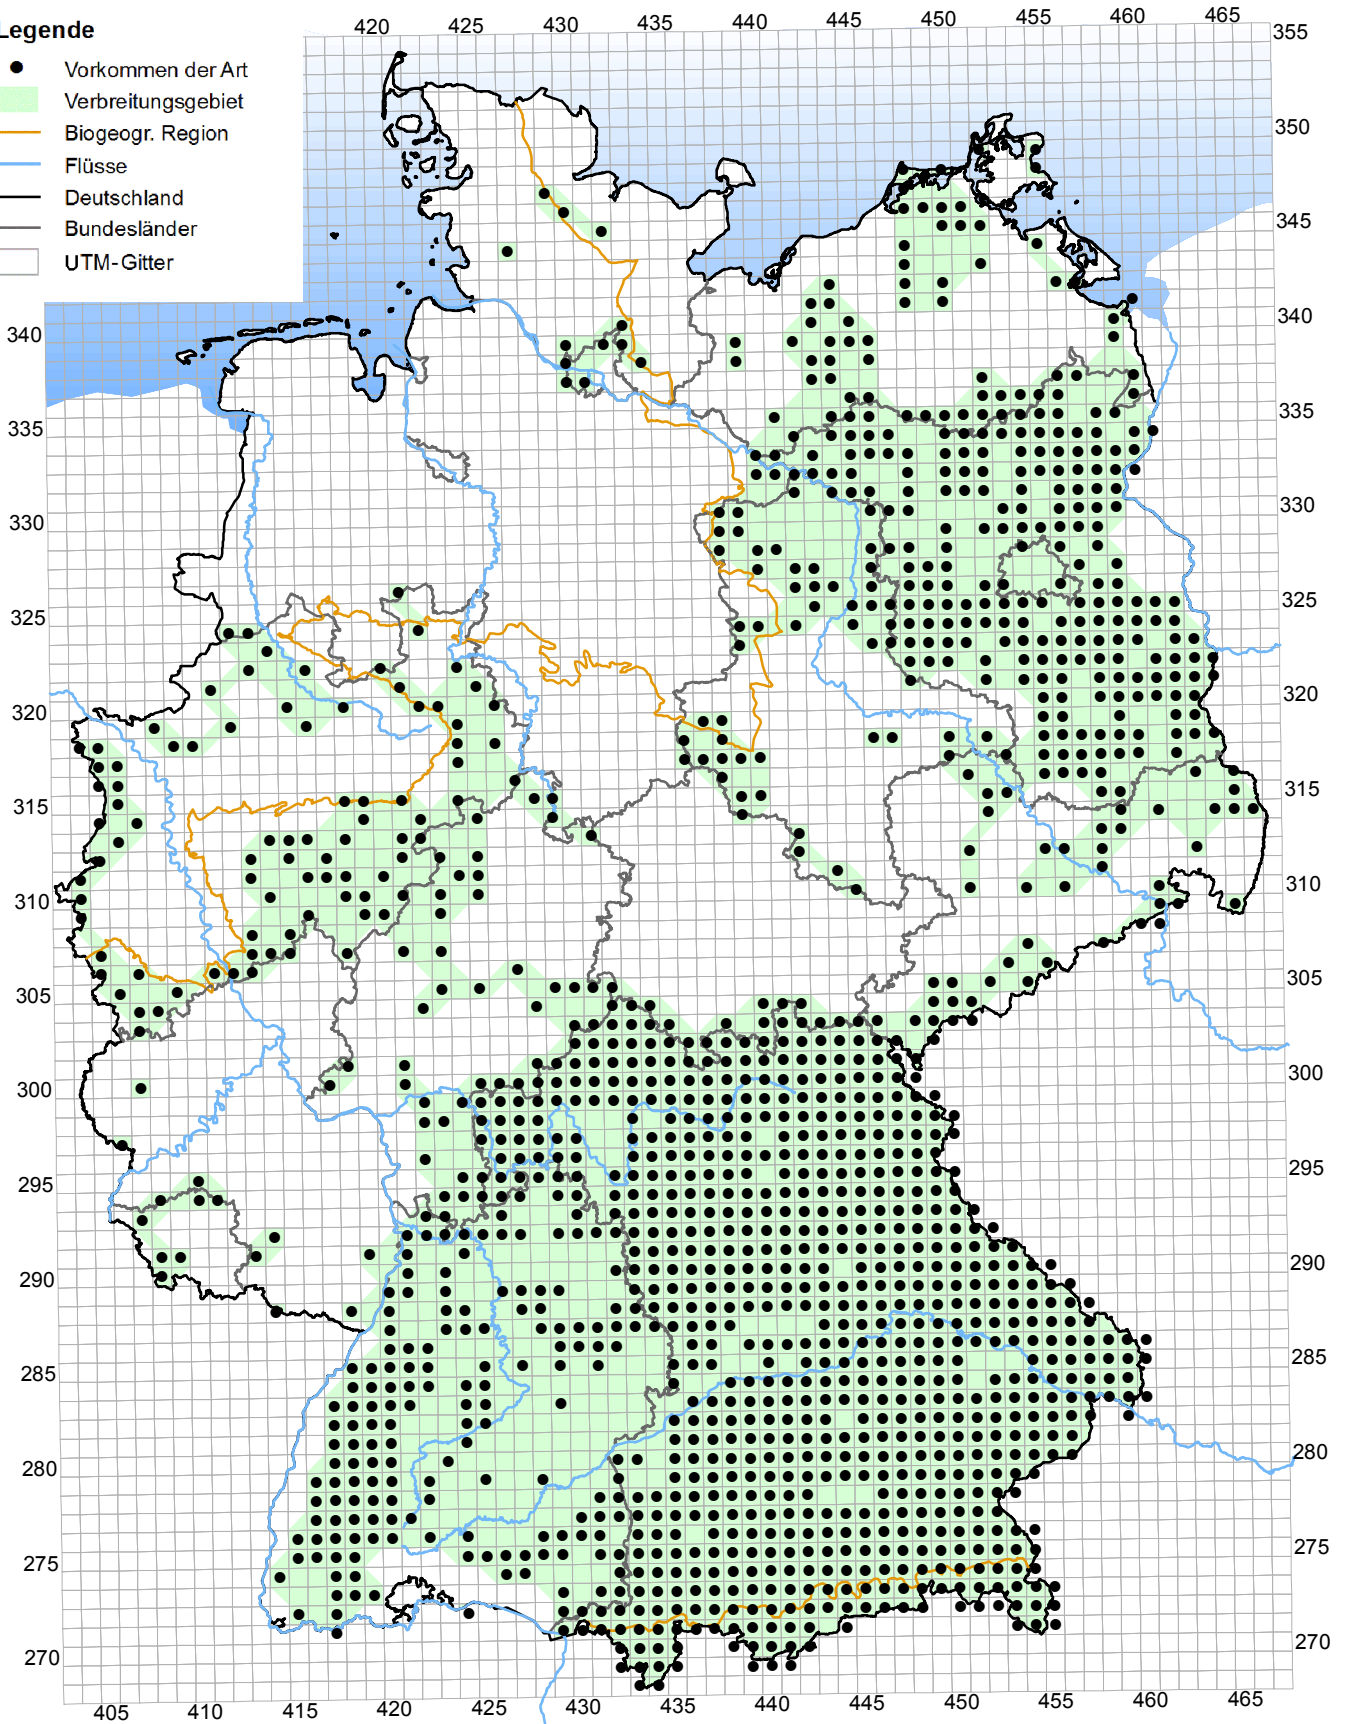 Legende
Vorkommen der Art
Verbreitungsgebiet
Biogeogr. Region
Flüsse
Deutschland
Bundesländer
UTM-Gitter
420 425 430 435 440 445 450 455 460 465
355
350
345
340 340
335 335
330 330
325 325
320 320
315 315
310 310
305 305
300 300
295 295
290 290
285 285
280 280
275 275
270 270
405 410 415 420 425 430 435 440 445 450 455 460 465